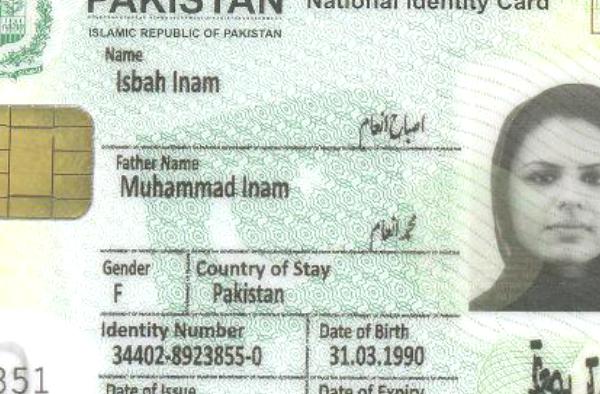 PAKISTAN National Identity Card
ISLAMIC REPUBLIC OF PAKISTAN
Name
Isbah Inam
اصباح انعام
Father Name
Muhammad Inam
محمد انعام
Gender Country of Stay
F Pakistan
Identity Number Date of Birth
34402-8923855-0 31.03.1990
351
Date of Issue Date of Expiry